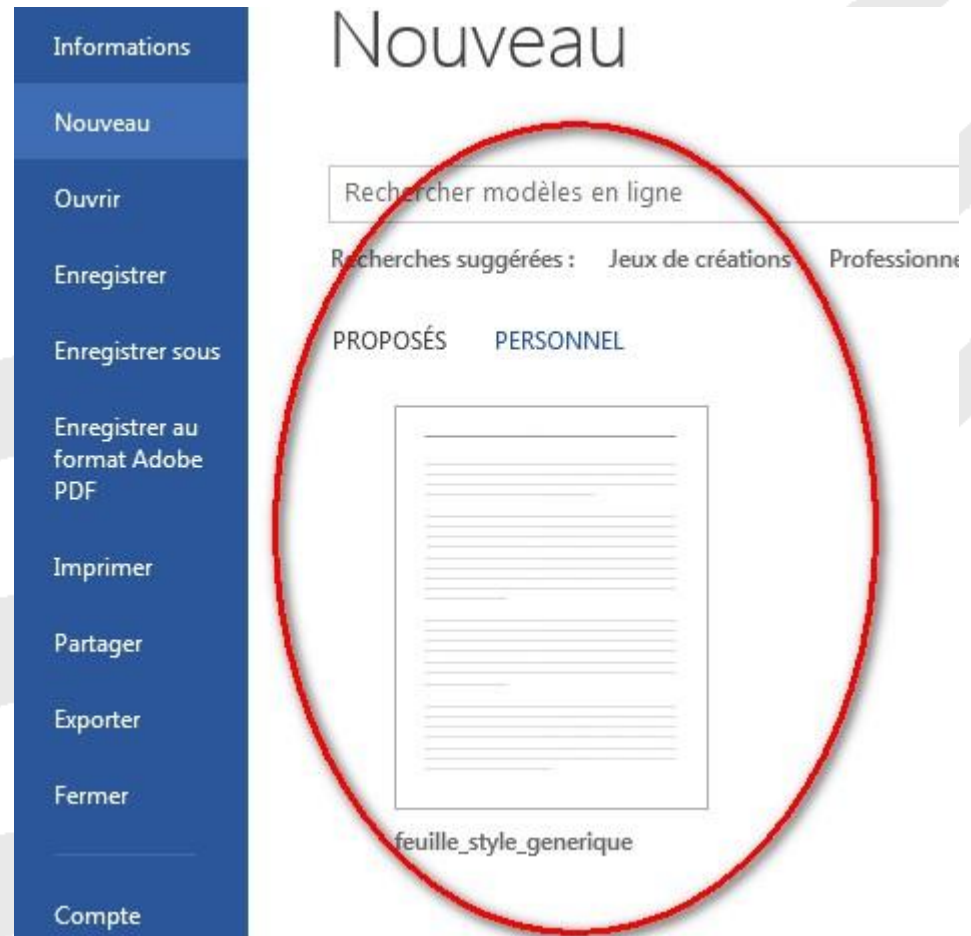 Informations
Nouveau
Ouvrir
Enregistrer
Enregistrer sous
Enregistrer au
format Adobe
PDF
Imprimer
Partager
Exporter
Fermer
Compte
Nouveau
Rechercher modèles en ligne
Recherches suggérées : Jeux de créations Professionne
PROPOSÉS PERSONNEL
feuille_style_generique